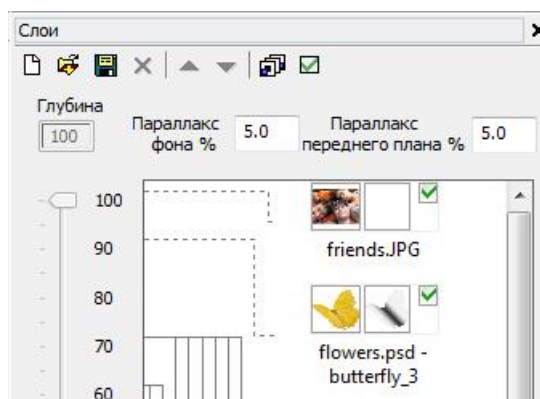 Слои
Глубина
100
Параллакс
фона %
5.0
Параллакс
переднего плана %
5.0
100
90
80
70
60
friends.JPG
flowers.psd -
butterfly_3